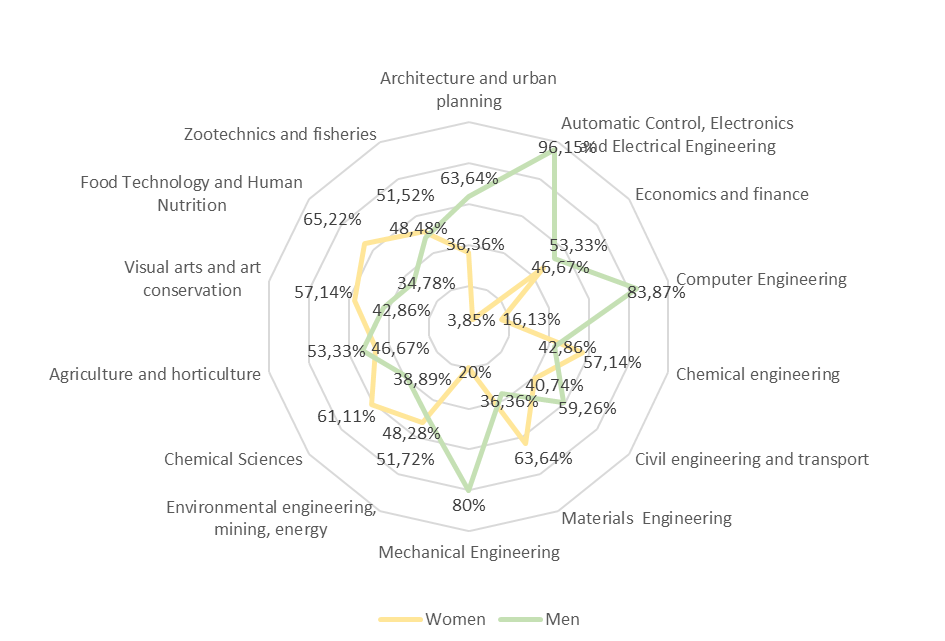 Architecture and urban
planning
Automatic Control, Electronics
and Electrical Engineering
96,15%
Zootechnics and fisheries
63,64%
Food Technology and Human
Nutrition
51,52%
Economics and finance
65,22%
48,48%
36,36%
53,33%
46,67%
Visual arts and art
conservation
Computer Engineering
57,14%
34,78%
83,87%
42,86%
3,85%
16,13%
53,33%
46,67%
42,86%
57,14%
Agriculture and horticulture
38,89%
20%
40,74%
Chemical engineering
61,11%
36,36%
59,26%
48,28%
Chemical Sciences
51,72%
63,64%
Civil engineering and transport
Environmental engineering,
mining, energy
80%
Materials  Engineering
Mechanical Engineering
Women
Men